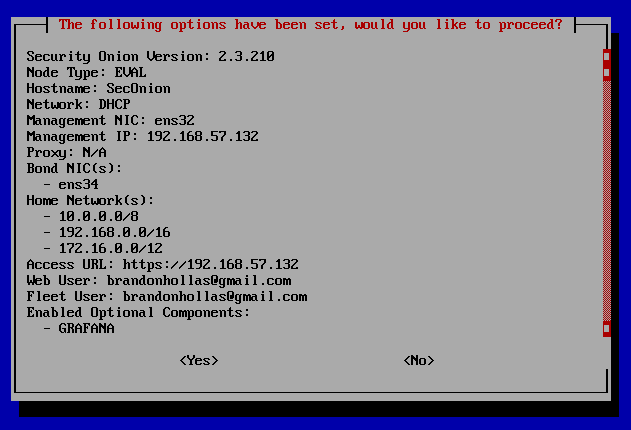 The following options have been set, would you like to proceed?
Security Onion Version: 2.3.210
Node Type: EVAL
Hostname: SecOnion
Network: DHCP
Management NIC: ens32
Management IP: 192.168.57.132
Proxy: N/A
Bond NIC(s):
- ens34
Home Network(s):
- 10.0.0.0/8
- 192.168.0.0/16
- 172.16.0.0/12
Access URL: https://192.168.57.132
Web User: brandonhollas@gmail.com
Fleet User: brandonhollas@gmail.com
Enabled Optional Components:
- GRAFANA
<Yes> <No>